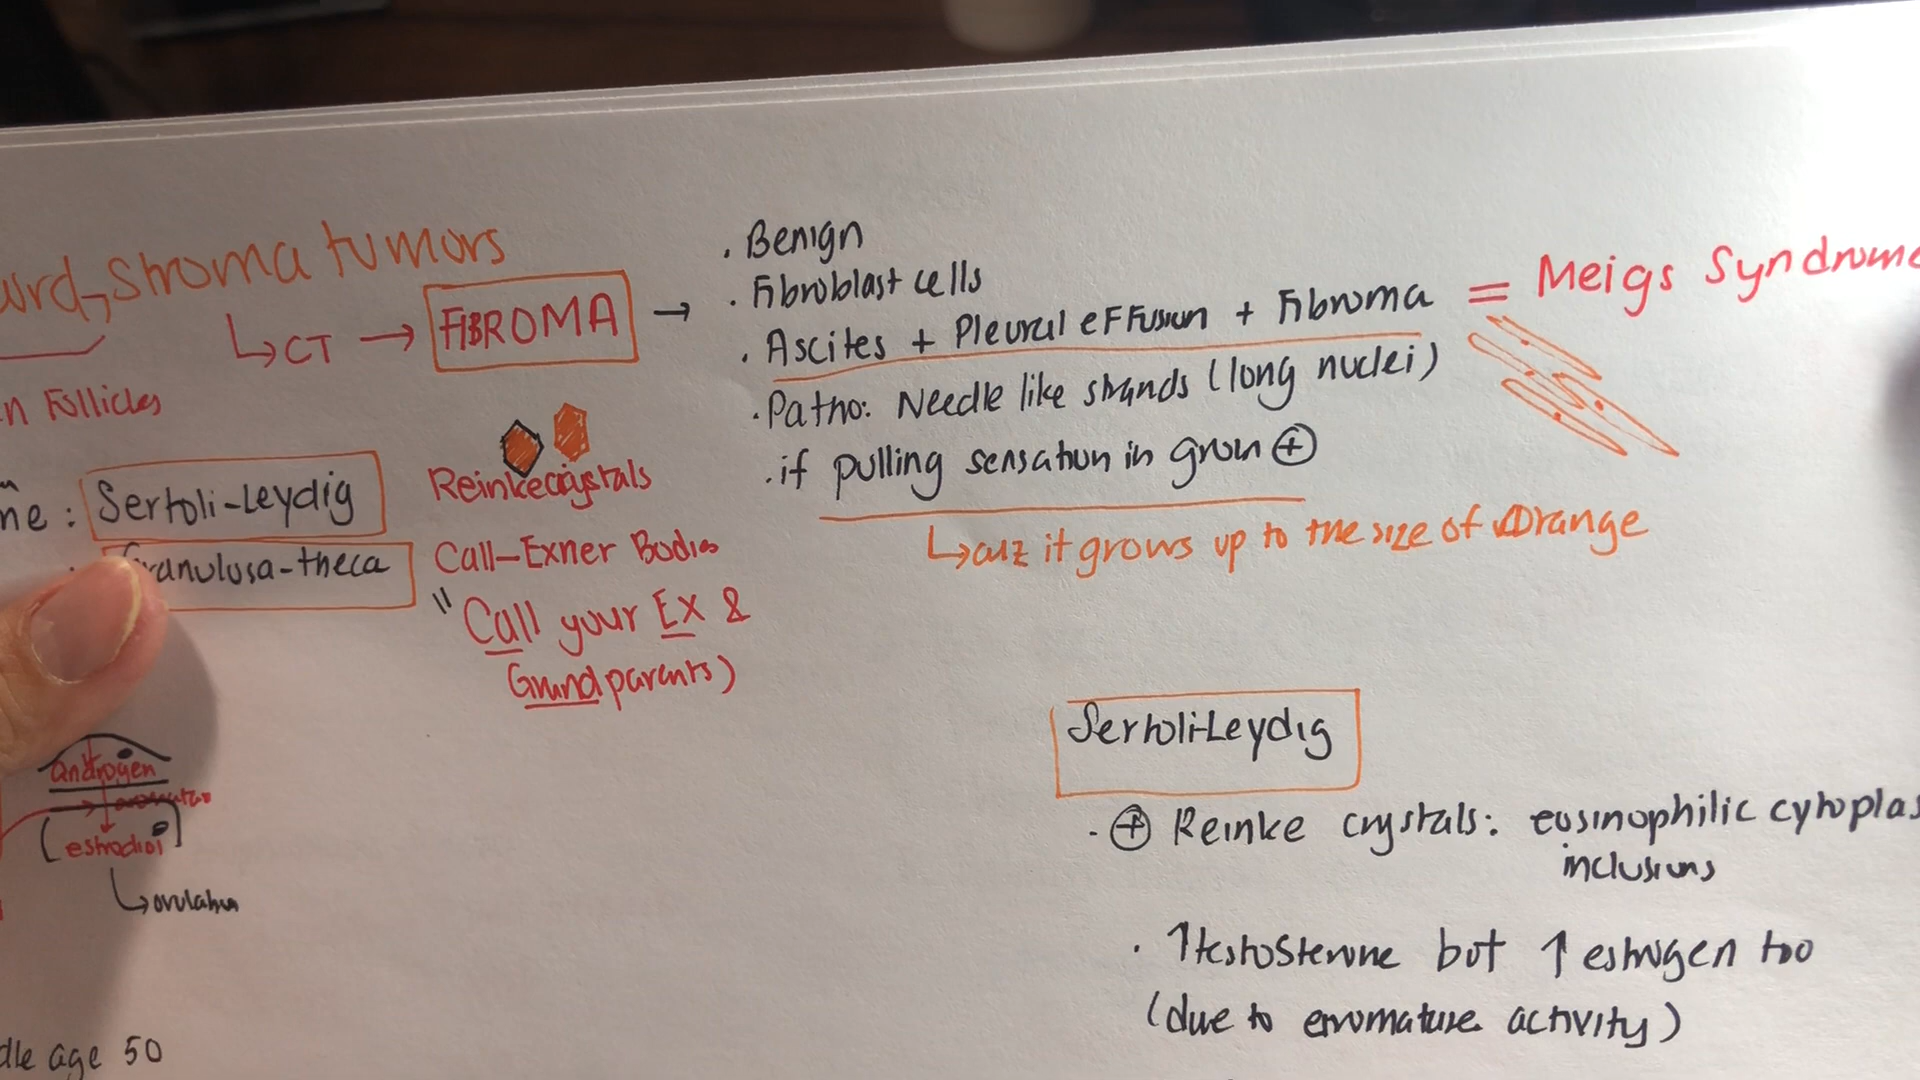 stroma tumors
↳ CT → FIBROMA →
. Benign
. Fibroblast cells
. Ascites + Pleural effusion + Fibroma = Meigs Syndrome
. Patho: Needle like strands (long nuclei)
. if pulling sensation in groin ⊕
↳ cuz it grows up to the size of Orange
n Follicles
ne : Sertoli-Leydig
Reinke crystals
Granulosa-theca
Call-Exner Bodies
" Call your Ex &
Grandparents)
androgen
estradiol
↳ ovulation
dle age 50
Sertoli-Leydig
. ⊕ Reinke crystals: eosinophilic cytoplas
inclusions
. ↑testosterone but ↑ estrogen too
(due to activity)